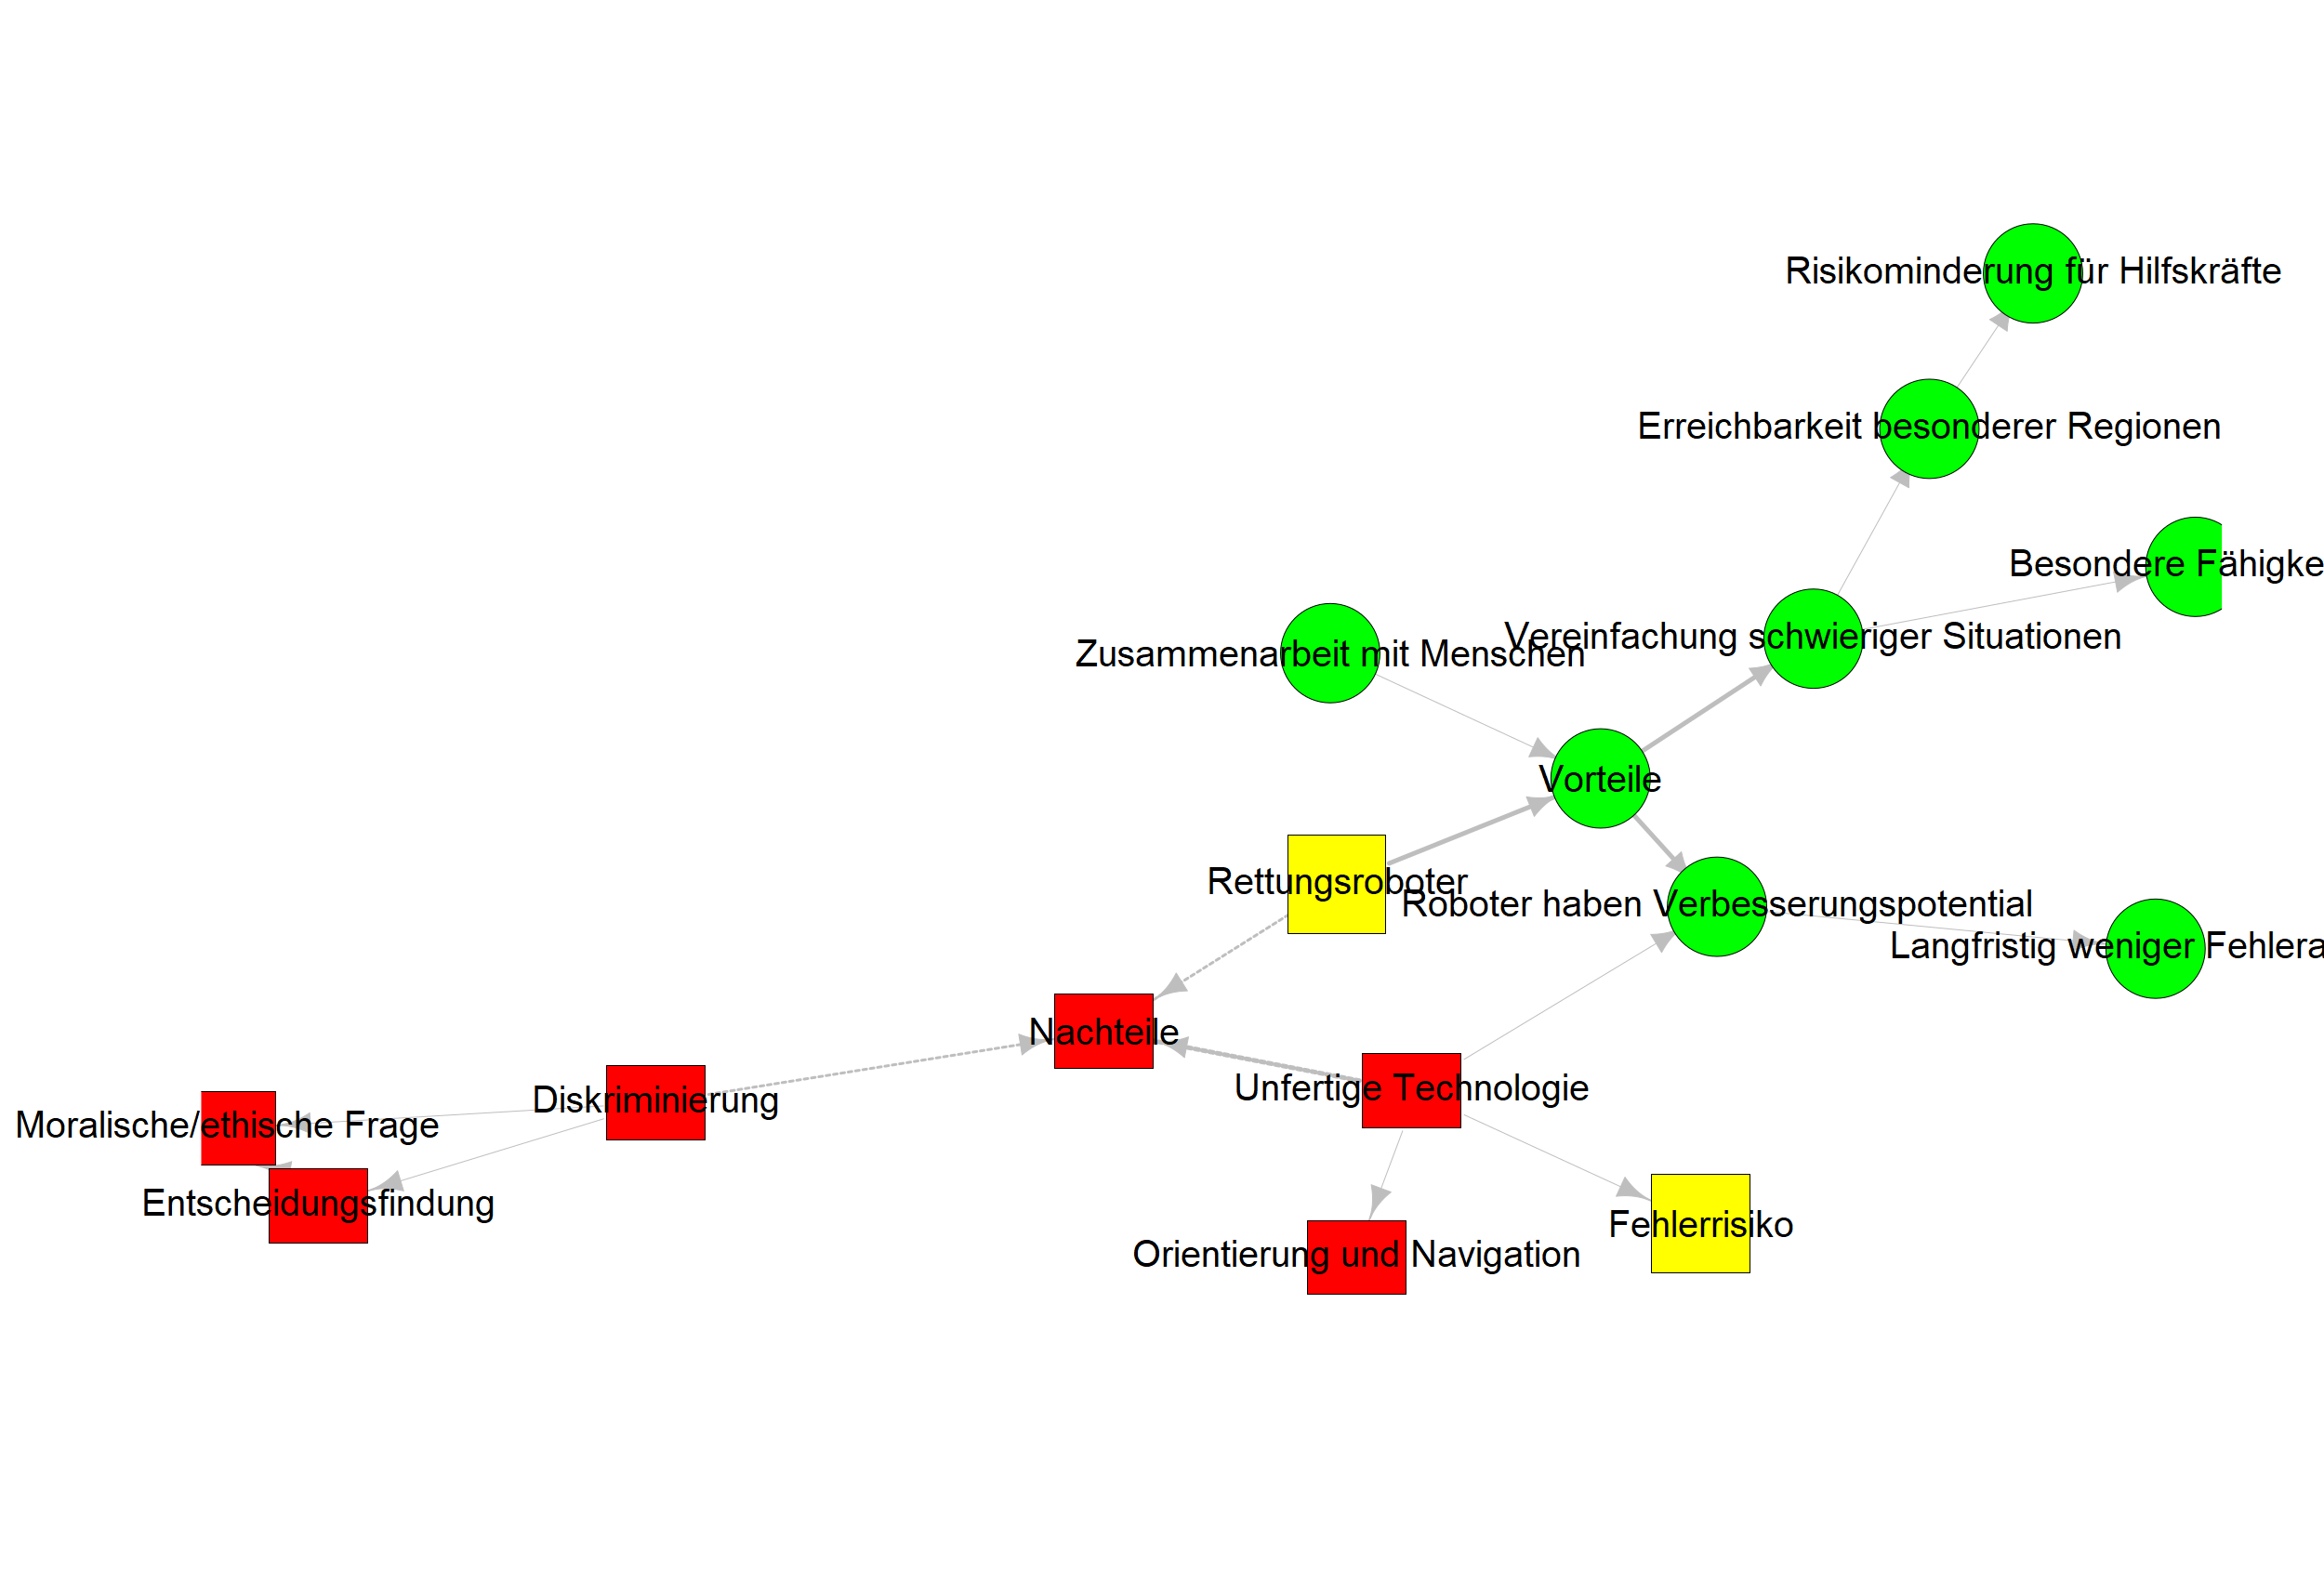 Risikominderung für Hilfskräfte
Erreichbarkeit besonderer Regionen
Besondere Fähigke
Vereinfachung schwieriger Situationen
Zusammenarbeit mit Menschen
Vorteile
Rettungsroboter
Roboter haben Verbesserungspotential
Langfristig weniger Fehlera
Nachteile
Unfertige Technologie
Diskriminierung
Moralische/ethische Frage
Entscheidungsfindung
Fehlerrisiko
Orientierung und Navigation